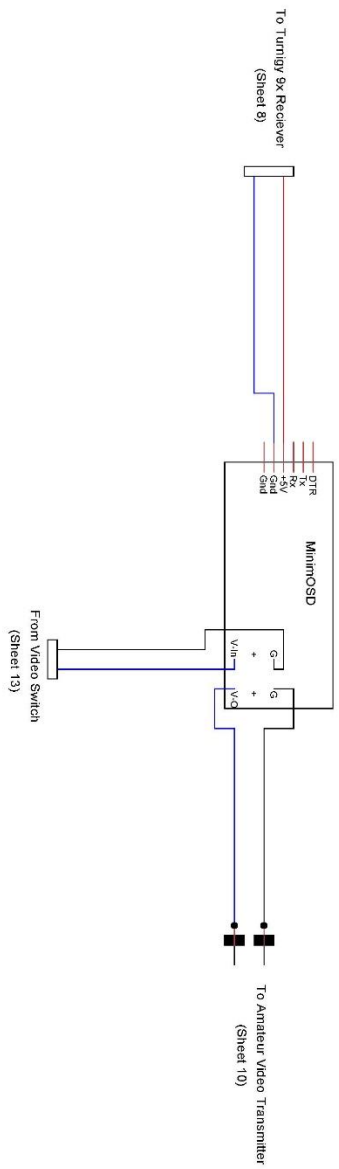 To Turnigy 9x Reciever
(Sheet 8)
DTR
Tx
Rx
+5V
Gnd
Gnd
MinimOSD
G
+
V-In
G
+
V-O
From Video Switch
(Sheet 13)
To Amateur Video Transmitter
(Sheet 10)